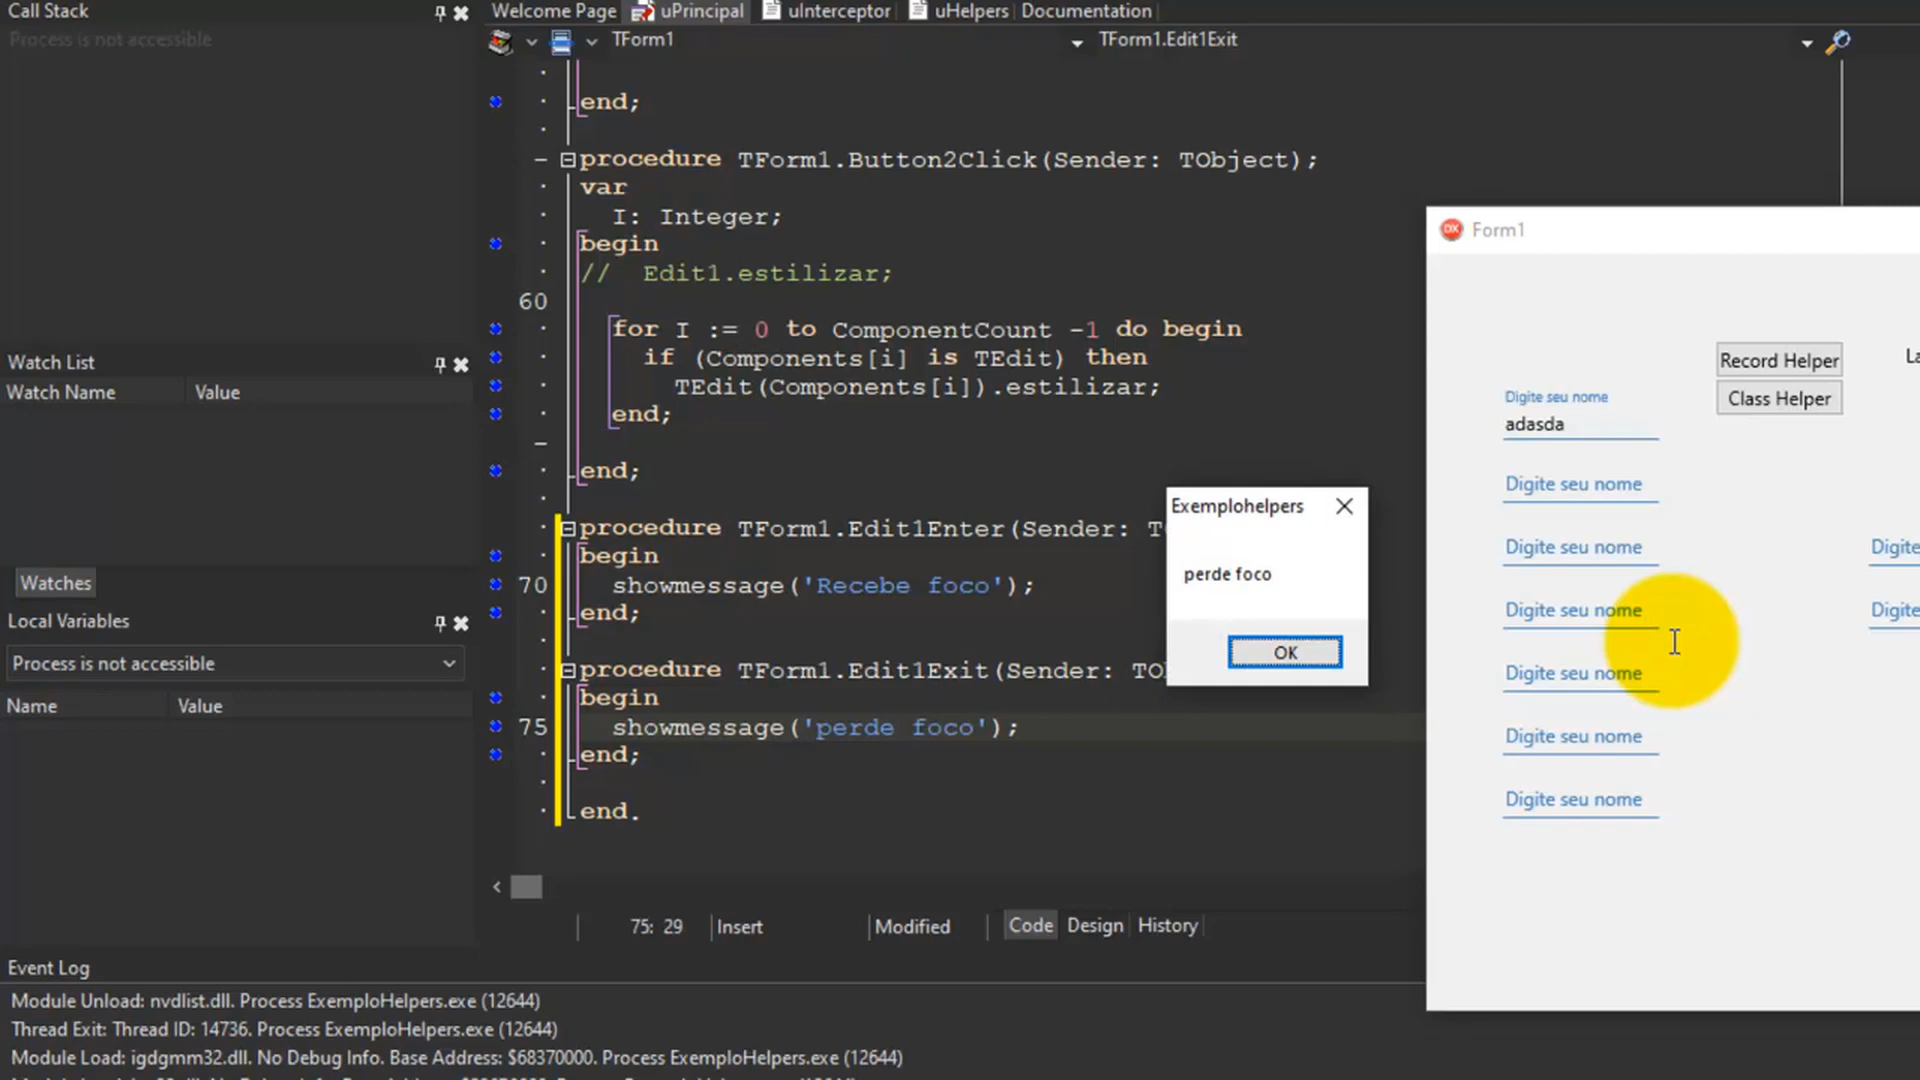 Call Stack
Process is not accessible
Watch List
Watch Name Value
Watches
Local Variables
Process is not accessible
Name Value
Welcome Page uPrincipal uInterceptor uHelpers Documentation
TForm1 TForm1.Edit1Exit
end;
procedure TForm1.Button2Click(Sender: TObject);
var
I: Integer;
begin
// Edit1.estilizar;
60
for I := 0 to ComponentCount -1 do begin
if (Components[i] is TEdit) then
TEdit(Components[i]).estilizar;
end;
end;
procedure TForm1.Edit1Enter(Sender: T
begin
70 showmessage('Recebe foco');
end;
procedure TForm1.Edit1Exit(Sender: TO
begin
75 showmessage('perde foco');
end;
end.
75: 29 Insert Modified Code Design History
Exemplohelpers
perde foco
OK
DX Form1
Record Helper
La
Class Helper
Digite seu nome
adasda
Digite seu nome
Digite seu nome Digite
Digite seu nome Digite
Digite seu nome
Digite seu nome
Digite seu nome
Event Log
Module Unload: nvdlist.dll. Process ExemploHelpers.exe (12644)
Thread Exit: Thread ID: 14736. Process ExemploHelpers.exe (12644)
Module Load: igdgmm32.dll. No Debug Info. Base Address: $68370000. Process ExemploHelpers.exe (12644)